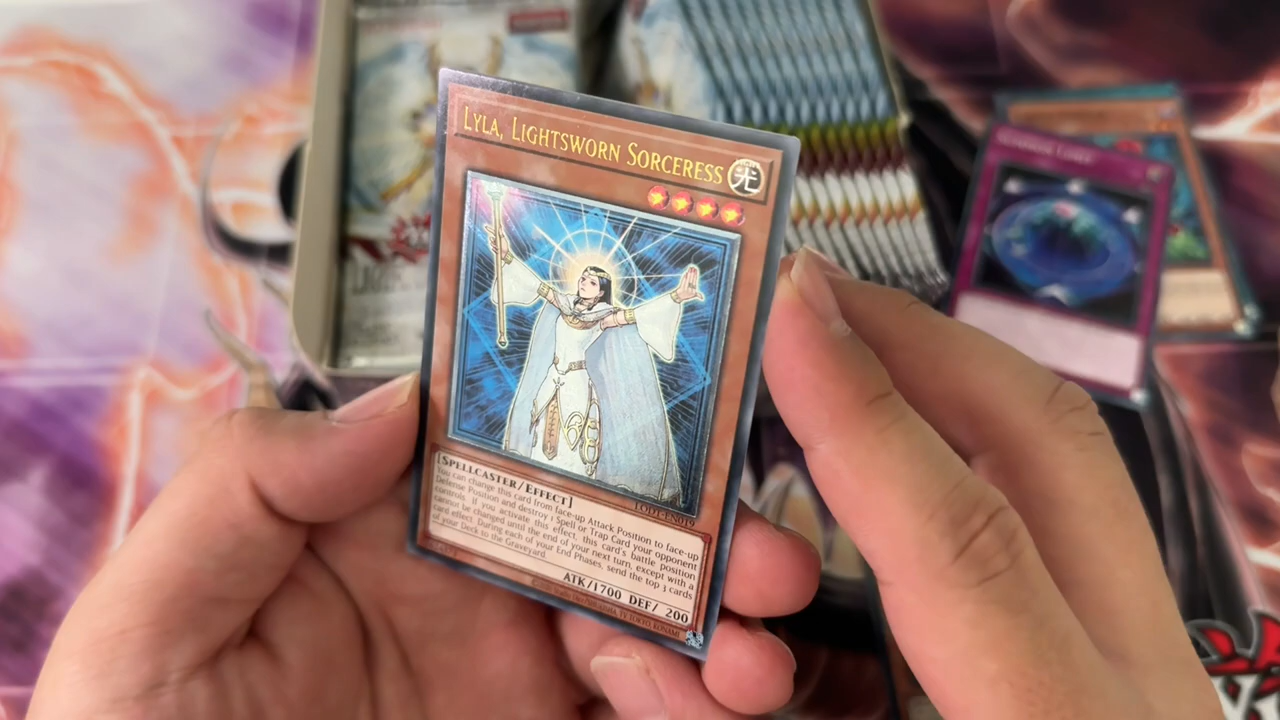 LYLA, LIGHTSWORN SORCERESS
光
LODT-EN019
[SPELLCASTER/EFFECT]
You can change this card from face-up Attack Position to face-up
Defense Position and destroy 1 Spell or Trap Card your opponent
controls. If you activate this effect, this card's battle position
cannot be changed until the end of your next turn, except with a
card effect. During each of your End Phases, send the top 3 cards
of your Deck to the Graveyard.
ATK/1700 DEF/ 200